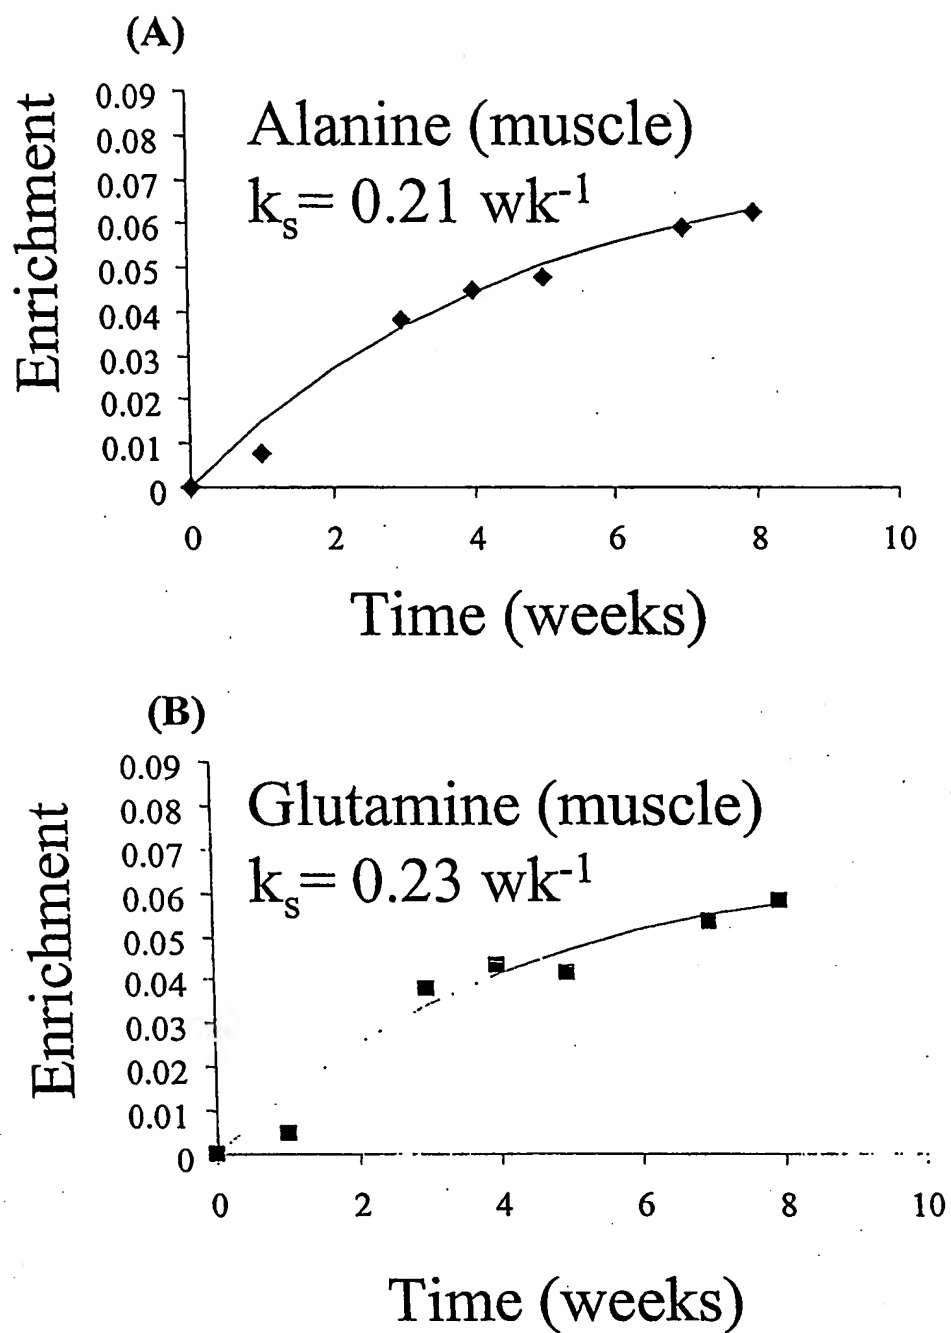 (A)
Enrichment
0.09
0.08
0.07
0.06
0.05
0.04
0.03
0.02
0.01
0
Alanine (muscle)
kₛ= 0.21 wk⁻¹
0 2 4 6 8 10
Time (weeks)
(B)
Enrichment
0.09
0.08
0.07
0.06
0.05
0.04
0.03
0.02
0.01
0
Glutamine (muscle)
kₛ= 0.23 wk⁻¹
0 2 4 6 8 10
Time (weeks)